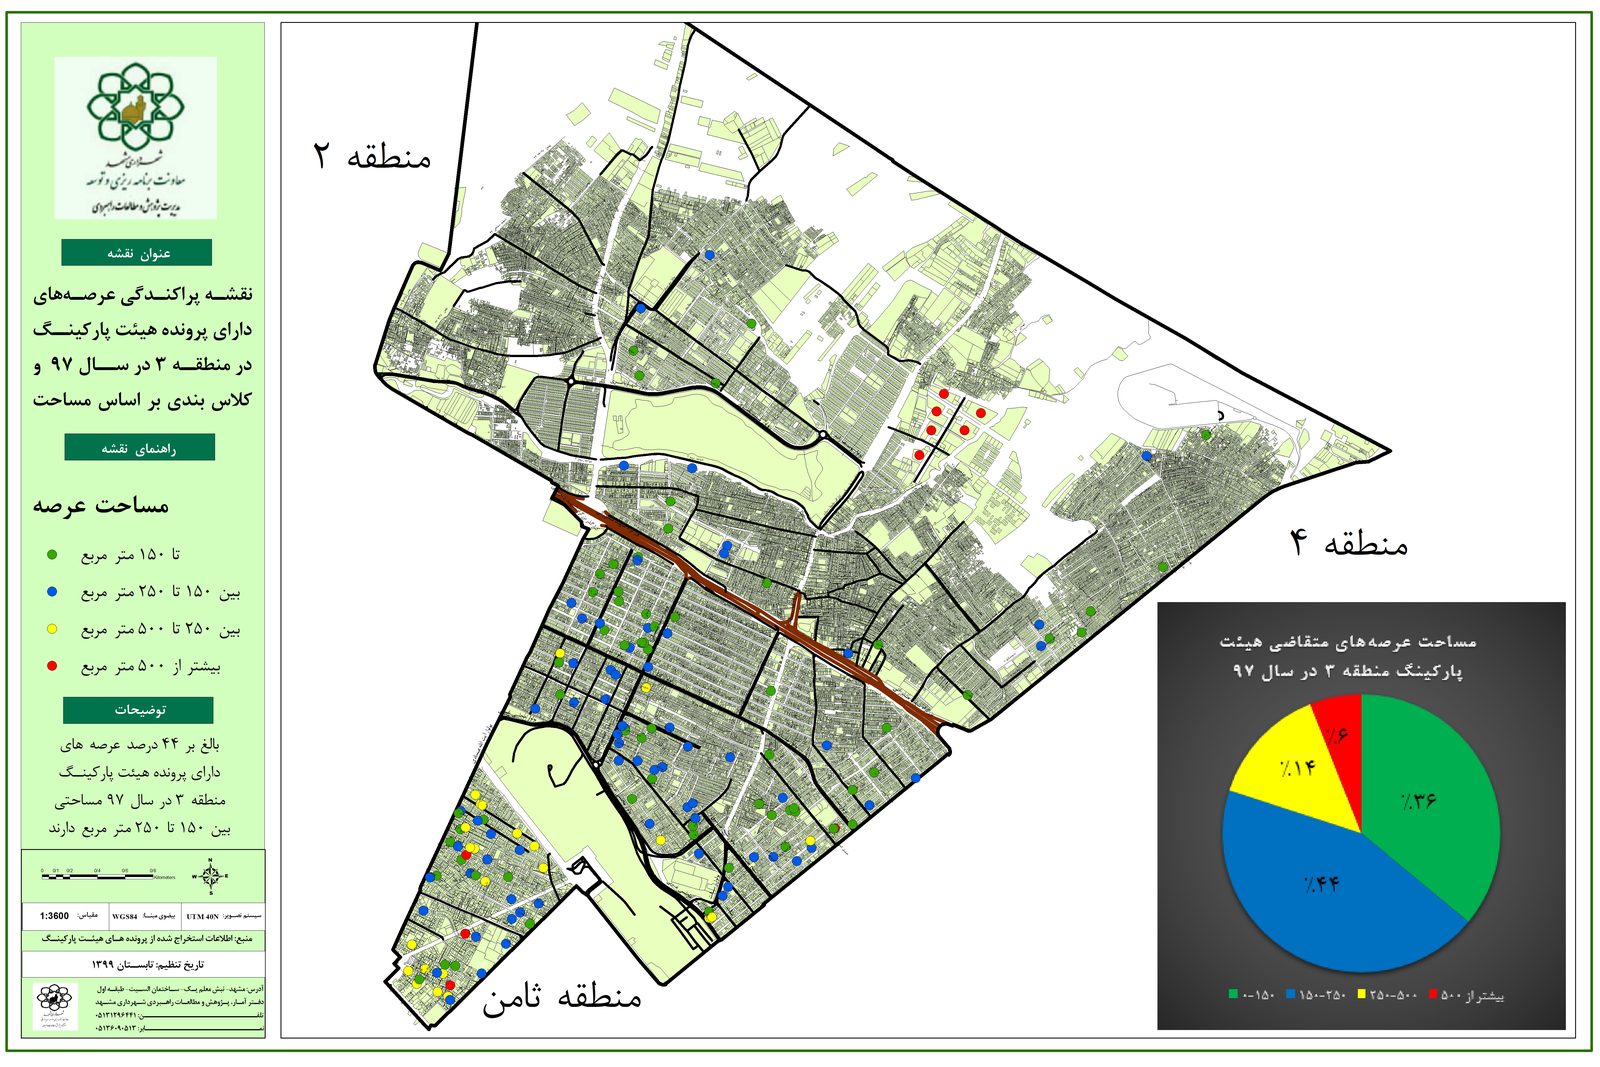 شهرداری مشهد
معاونت برنامه ریزی و توسعه
مدیریت پژوهش و مطالعات راهبردی
عنوان نقشه
نقشه پراکندگی عرصه‌های
دارای پرونده هیئت پارکینگ
در منطقه ۳ در سال ۹۷ و
کلاس بندی بر اساس مساحت
راهنمای نقشه
مساحت عرصه
تا ۱۵۰ متر مربع
بین ۱۵۰ تا ۲۵۰ متر مربع
بین ۲۵۰ تا ۵۰۰ متر مربع
بیشتر از ۵۰۰ متر مربع
توضیحات
بالغ بر ۴۴ درصد عرصه های
دارای پرونده هیئت پارکینگ
منطقه ۳ در سال ۹۷ مساحتی
بین ۱۵۰ تا ۲۵۰ متر مربع دارند
N
W E
S
Kilometers
سیستم تصویر: UTM 40N بیضوی مبنا: WGS84 مقیاس: 1:3600
منبع: اطلاعات استخراج شده از پرونده های هیئت پارکینگ
تاریخ تنظیم: تابستان ۱۳۹۹
آدرس: مشهد - نبش معلم یک - ساختمان السیت - طبقه اول
دفتر آمار، پژوهش و مطالعات راهبردی شهرداری مشهد
تلفن: ۰۵۱۳۱۲۹۶۴۴۱
نمابر: ۰۵۱۳۶۰۹۰۵۱۳
منطقه ۲
منطقه ۴
منطقه ثامن
مساحت عرصه‌های متقاضی هیئت
پارکینگ منطقه ۳ در سال ۹۷
٪۶
٪۱۴
٪۳۶
٪۴۴
۰-۱۵۰ ۱۵۰-۲۵۰ ۲۵۰-۵۰۰ بیشتر از ۵۰۰